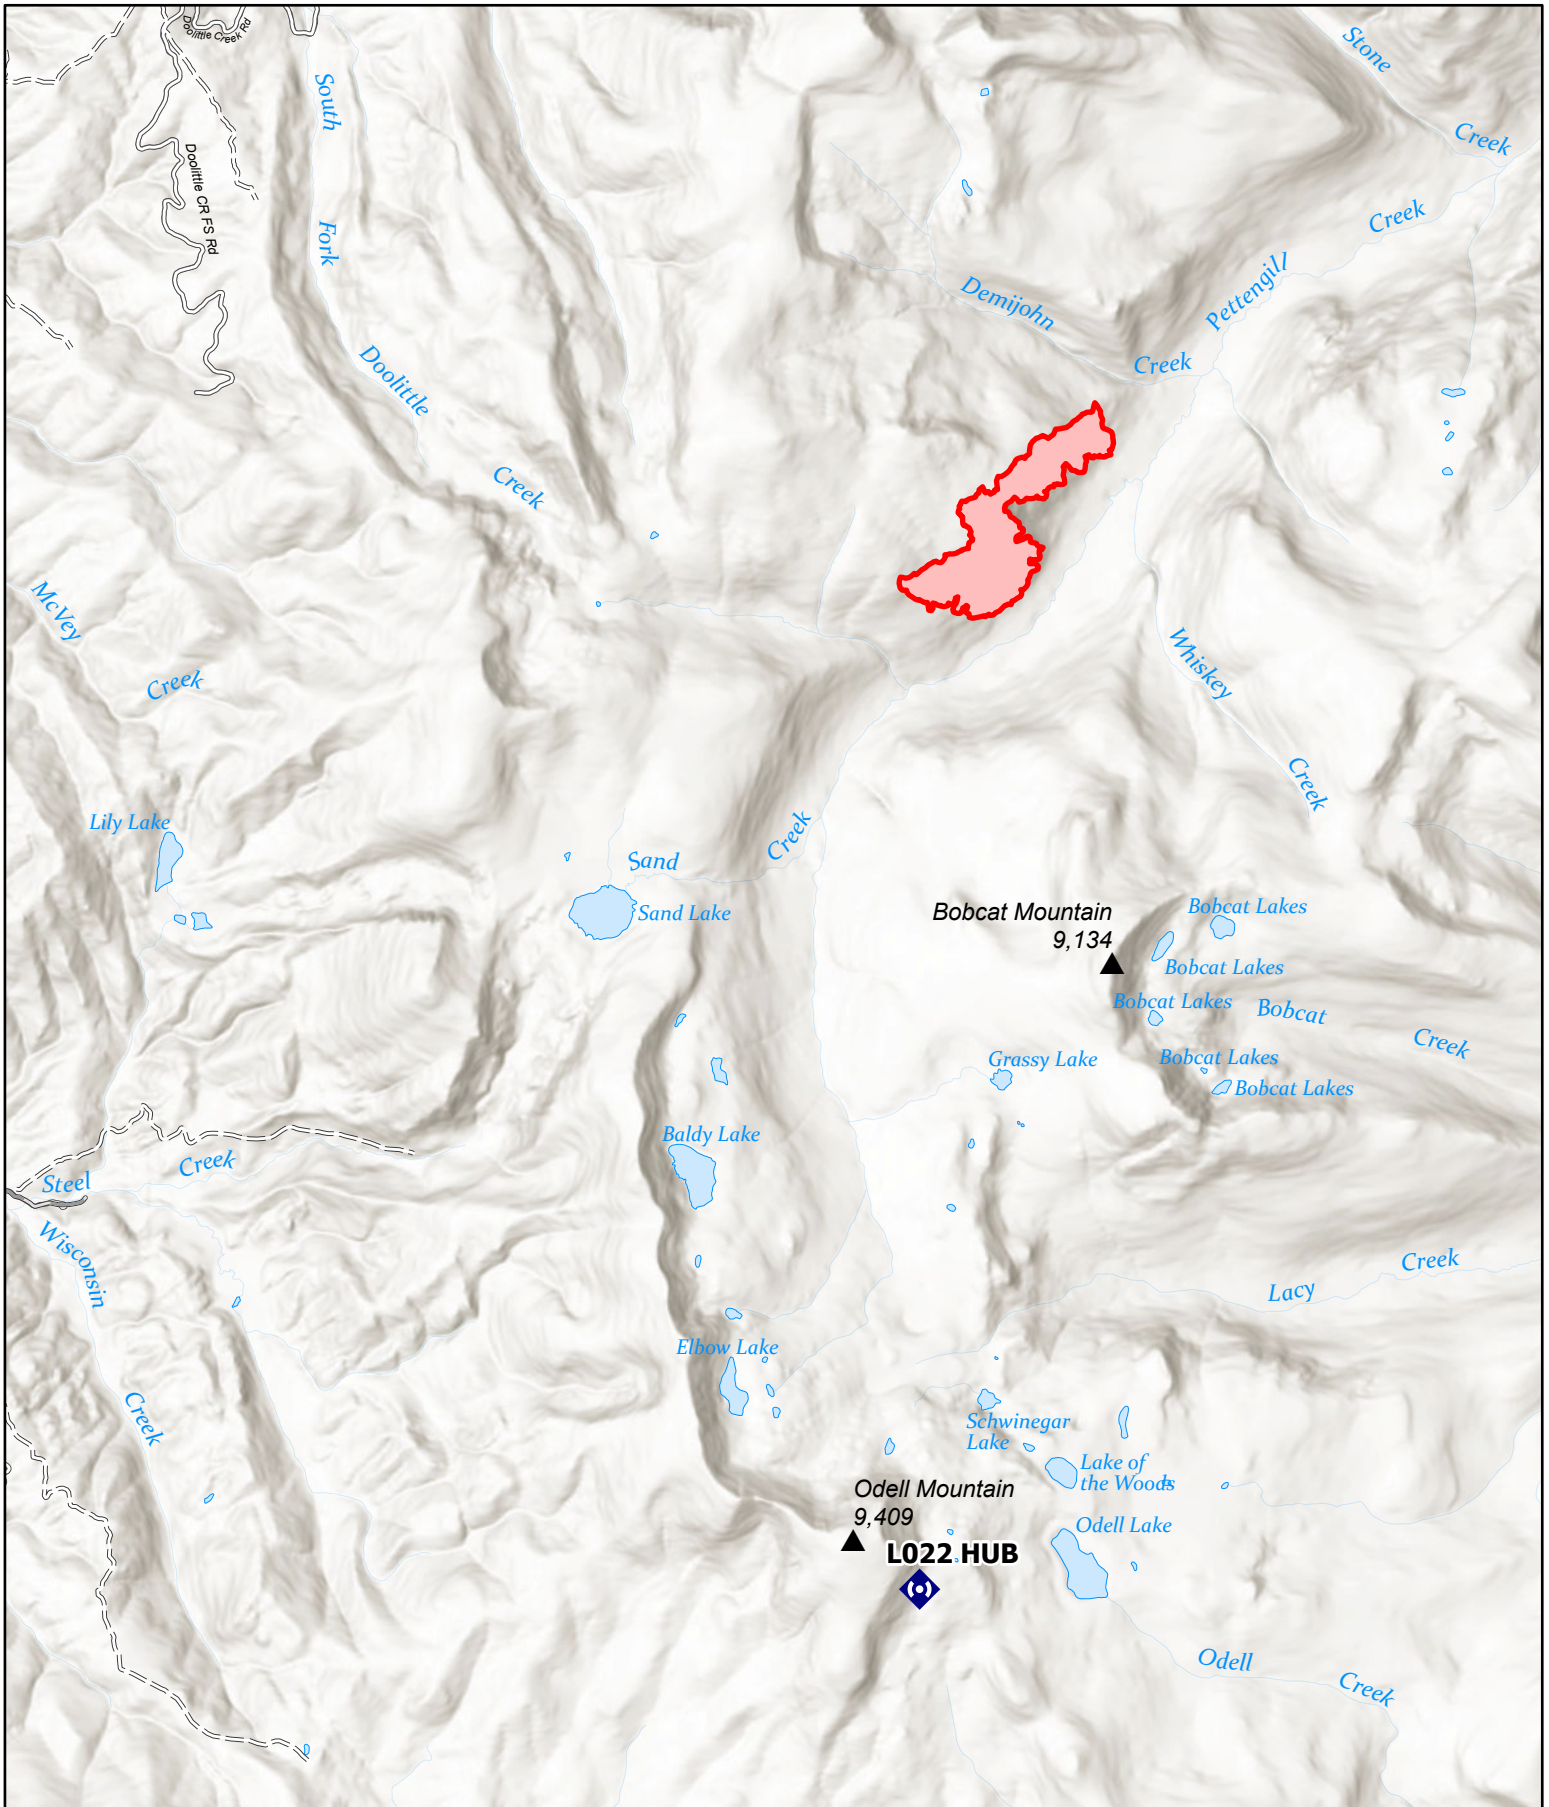 Doolittle Creek Rd
Stone
Creek
South
Fork
Doolittle
Creek
Doolittle CR FS Rd
Creek
Pettengill
Demijohn
Creek
McVey
Creek
Whiskey
Creek
Lily Lake
Sand
Creek
Sand Lake
Bobcat Mountain
9,134
Bobcat Lakes
Bobcat Lakes
Bobcat Lakes
Bobcat
Creek
Bobcat Lakes
Bobcat Lakes
Grassy Lake
Baldy Lake
Steel
Creek
Wisconsin
Creek
Creek
Lacy
Elbow Lake
Schwinegar
Lake
Lake of
the Woods
Odell Mountain
9,409
Odell Lake
L022 HUB
Odell
Creek